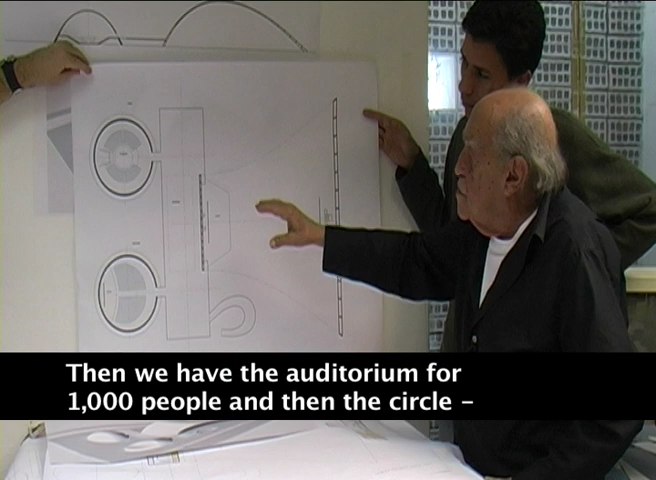 Then we have the auditorium for
1,000 people and then the circle –